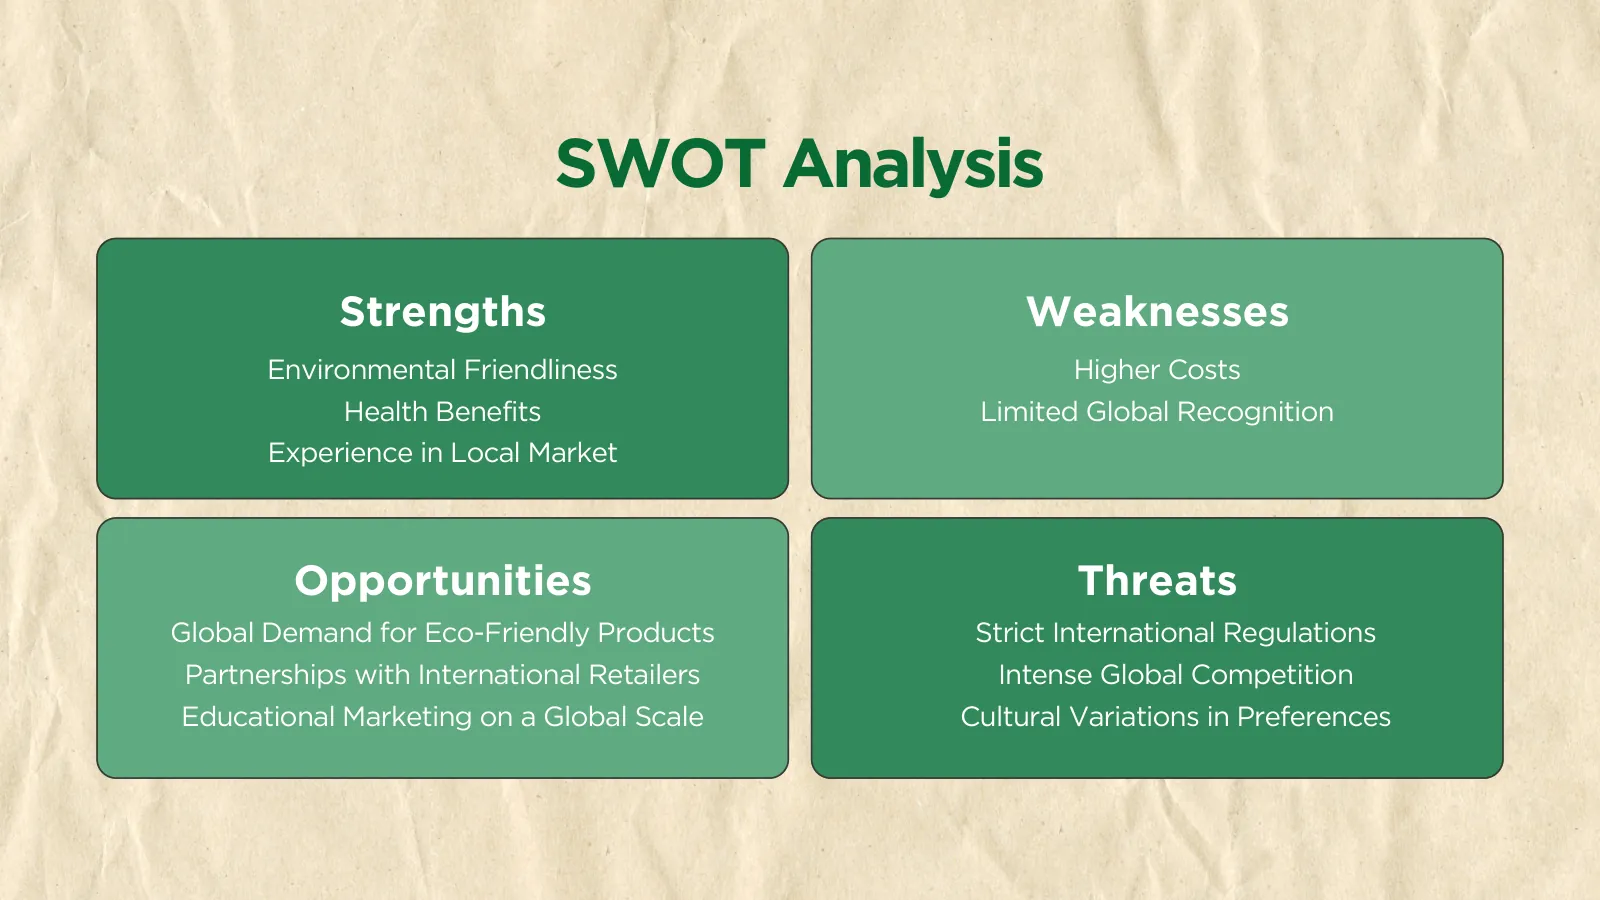 SWOT Analysis
Strengths
Environmental Friendliness
Health Benefits
Experience in Local Market
Weaknesses
Higher Costs
Limited Global Recognition
Opportunities
Global Demand for Eco-Friendly Products
Partnerships with International Retailers
Educational Marketing on a Global Scale
Threats
Strict International Regulations
Intense Global Competition
Cultural Variations in Preferences